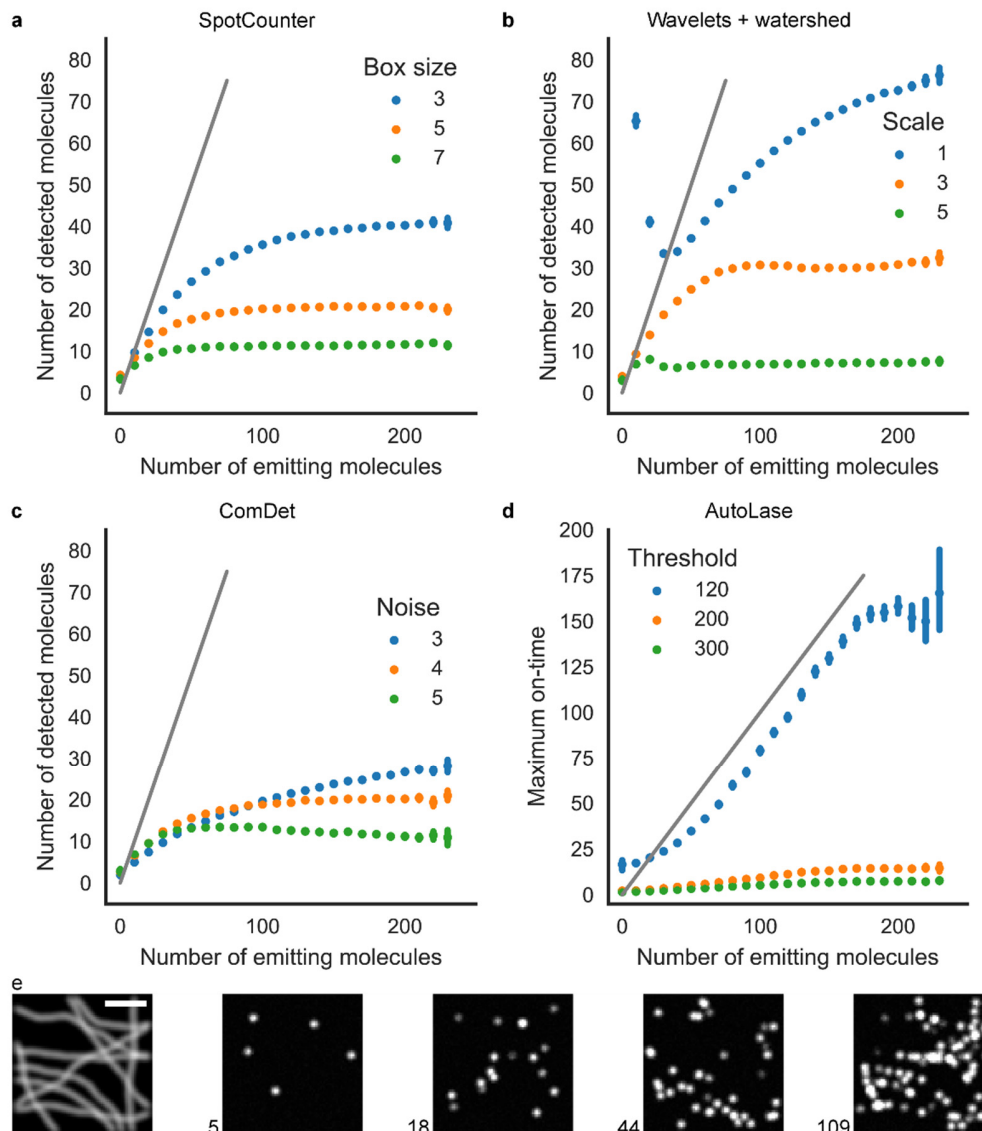 a SpotCounter
Number of detected molecules
80
70
60
50
40
30
20
10
0
Box size
3
5
7
0 100 200
Number of emitting molecules
b Wavelets + watershed
Number of detected molecules
80
70
60
50
40
30
20
10
0
Scale
1
3
5
0 100 200
Number of emitting molecules
c ComDet
Number of detected molecules
80
70
60
50
40
30
20
10
0
Noise
3
4
5
0 100 200
Number of emitting molecules
d AutoLase
Maximum on-time
200
175
150
125
100
75
50
25
0
Threshold
120
200
300
0 100 200
Number of emitting molecules
e
5 18 44 109